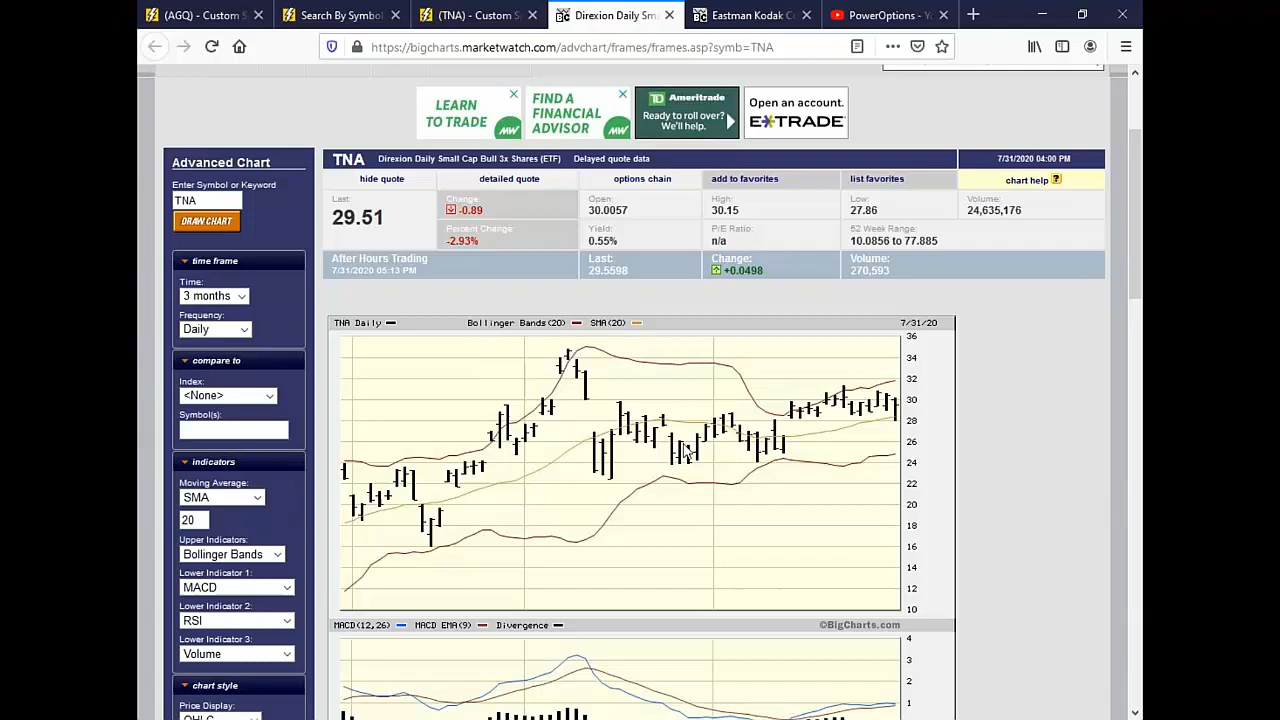 (AGQ) - Custom S
Search By Symbo
(TNA) - Custom S
Direxion Daily Sma
Eastman Kodak Co
PowerOptions - Yo
https://bigcharts.marketwatch.com/advchart/frames/frames.asp?symb=TNA
LEARN
TO TRADE
MW
FIND A
FINANCIAL
ADVISOR
MW
TD Ameritrade
Ready to roll over?
We'll help.
Open an account.
E*TRADE
Advanced Chart
Enter Symbol or Keyword
TNA
DRAW CHART
time frame
Time:
3 months
Frequency:
Daily
compare to
Index:
<None>
Symbol(s):
indicators
Moving Average:
SMA
20
Upper Indicators:
Bollinger Bands
Lower Indicator 1:
MACD
Lower Indicator 2:
RSI
Lower Indicator 3:
Volume
chart style
Price Display:
OHLC
TNA Direxion Daily Small Cap Bull 3x Shares (ETF) Delayed quote data 7/31/2020 04:00 PM
hide quote detailed quote options chain add to favorites list favorites chart help ?
Last: Change: Open: High: Low: Volume:
29.51 -0.89 30.0057 30.15 27.86 24,635,176
Percent Change: Yield: P/E Ratio: 52 Week Range:
-2.93% 0.55% n/a 10.0856 to 77.885
After Hours Trading Last: Change: Volume:
7/31/2020 05:13 PM 29.5598 +0.0498 270,593
TNA Daily Bollinger Bands(20) SMA(20) 7/31/20
36
34
32
30
28
26
24
22
20
18
16
14
12
10
MACD(12,26) MACD EMA(9) Divergence ©BigCharts.com
4
3
2
1